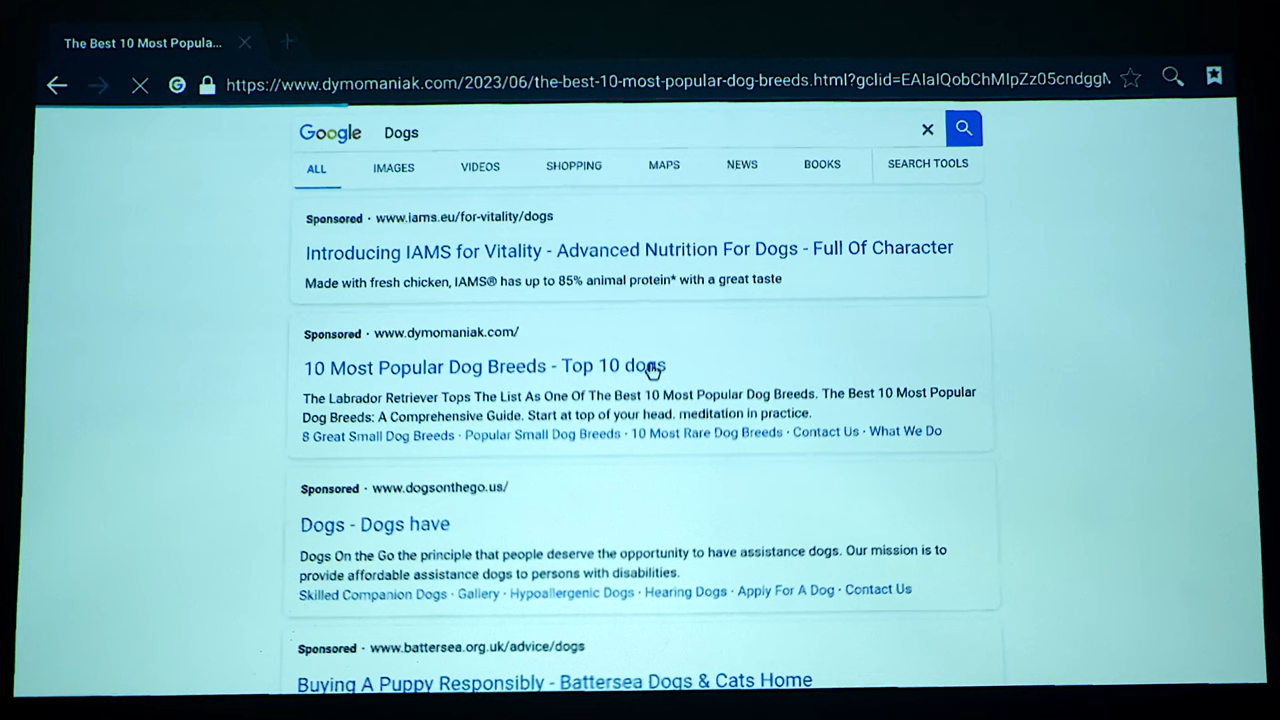 The Best 10 Most Popula...
https://www.dymomaniak.com/2023/06/the-best-10-most-popular-dog-breeds.html?gclid=EAIaIQobChMIpZz05cndggM
Google Dogs
ALL IMAGES VIDEOS SHOPPING MAPS NEWS BOOKS SEARCH TOOLS
Sponsored · www.iams.eu/for-vitality/dogs
Introducing IAMS for Vitality - Advanced Nutrition For Dogs - Full Of Character
Made with fresh chicken, IAMS® has up to 85% animal protein* with a great taste
Sponsored · www.dymomaniak.com/
10 Most Popular Dog Breeds - Top 10 dogs
The Labrador Retriever Tops The List As One Of The Best 10 Most Popular Dog Breeds. The Best 10 Most Popular
Dog Breeds: A Comprehensive Guide. Start at top of your head. meditation in practice.
8 Great Small Dog Breeds · Popular Small Dog Breeds · 10 Most Rare Dog Breeds · Contact Us · What We Do
Sponsored · www.dogsonthego.us/
Dogs - Dogs have
Dogs On the Go the principle that people deserve the opportunity to have assistance dogs. Our mission is to
provide affordable assistance dogs to persons with disabilities.
Skilled Companion Dogs · Gallery · Hypoallergenic Dogs · Hearing Dogs · Apply For A Dog · Contact Us
Sponsored · www.battersea.org.uk/advice/dogs
Buying A Puppy Responsibly - Battersea Dogs & Cats Home